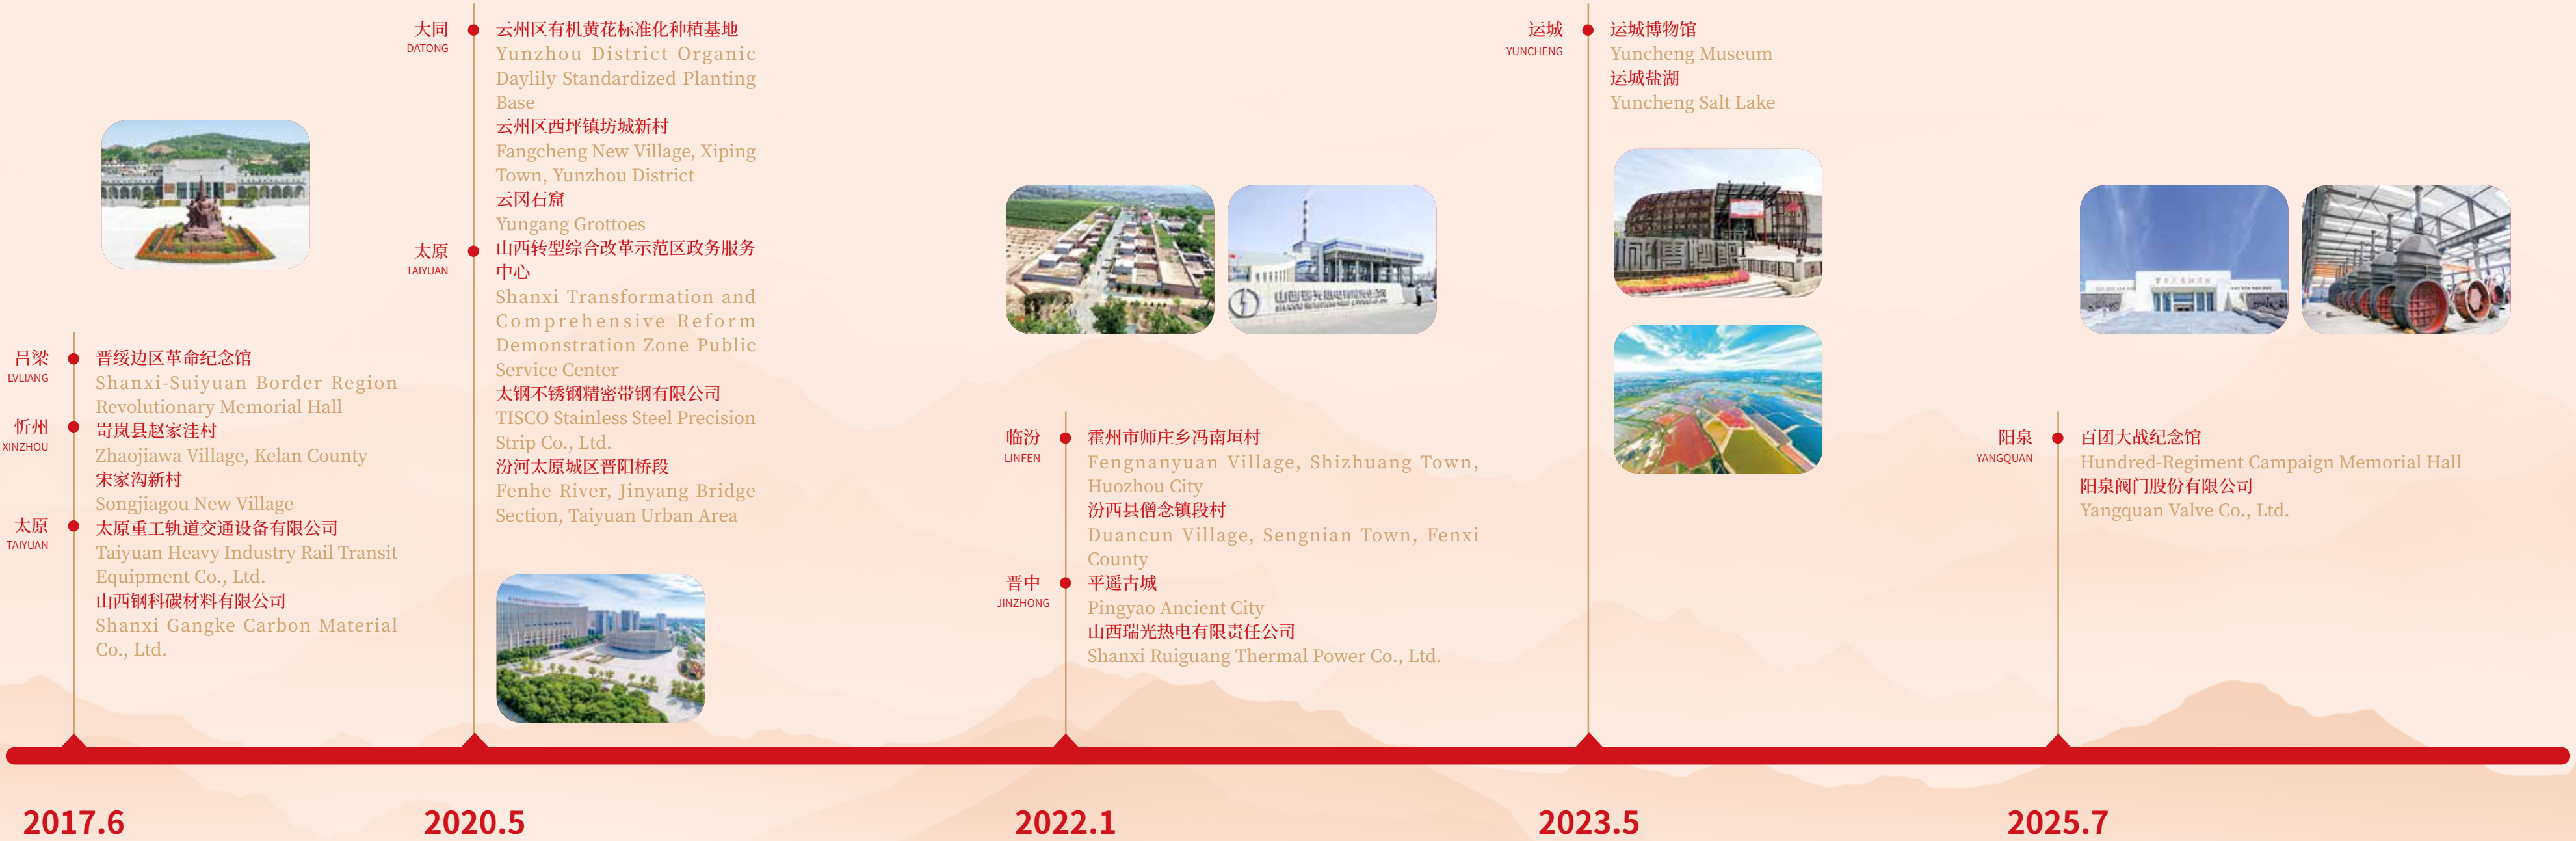 吕梁
LVLIANG
晋绥边区革命纪念馆
Shanxi-Suiyuan Border Region
Revolutionary Memorial Hall
忻州
XINZHOU
岢岚县赵家洼村
Zhaojiawa Village, Kelan County
宋家沟新村
Songjiagou New Village
太原
TAIYUAN
太原重工轨道交通设备有限公司
Taiyuan Heavy Industry Rail Transit
Equipment Co., Ltd.
山西钢科碳材料有限公司
Shanxi Gangke Carbon Material
Co., Ltd.
2017.6
大同
DATONG
云州区有机黄花标准化种植基地
Yunzhou District Organic
Daylily Standardized Planting
Base
云州区西坪镇坊城新村
Fangcheng New Village, Xiping
Town, Yunzhou District
云冈石窟
Yungang Grottoes
太原
TAIYUAN
山西转型综合改革示范区政务服务
中心
Shanxi Transformation and
Comprehensive Reform
Demonstration Zone Public
Service Center
太钢不锈钢精密带钢有限公司
TISCO Stainless Steel Precision
Strip Co., Ltd.
汾河太原城区晋阳桥段
Fenhe River, Jinyang Bridge
Section, Taiyuan Urban Area
2020.5
临汾
LINFEN
霍州市师庄乡冯南垣村
Fengnanyuan Village, Shizhuang Town,
Huozhou City
汾西县僧念镇段村
Duancun Village, Sengnian Town, Fenxi
County
晋中
JINZHONG
平遥古城
Pingyao Ancient City
山西瑞光热电有限责任公司
Shanxi Ruiguang Thermal Power Co., Ltd.
2022.1
运城
YUNCHENG
运城博物馆
Yuncheng Museum
运城盐湖
Yuncheng Salt Lake
2023.5
阳泉
YANGQUAN
百团大战纪念馆
Hundred-Regiment Campaign Memorial Hall
阳泉阀门股份有限公司
Yangquan Valve Co., Ltd.
2025.7